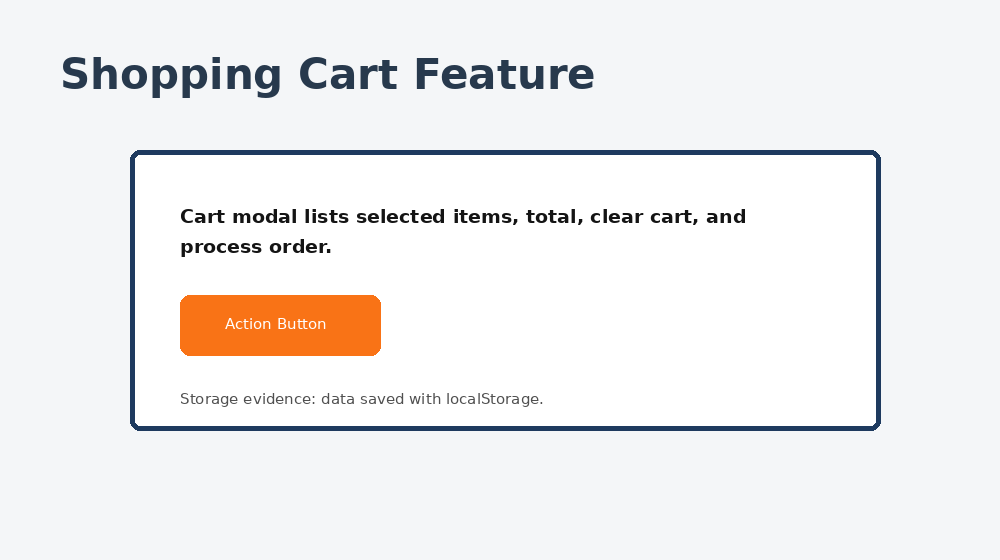 Shopping Cart Feature
Cart modal lists selected items, total, clear cart, and
process order.
Action Button
Storage evidence: data saved with localStorage.